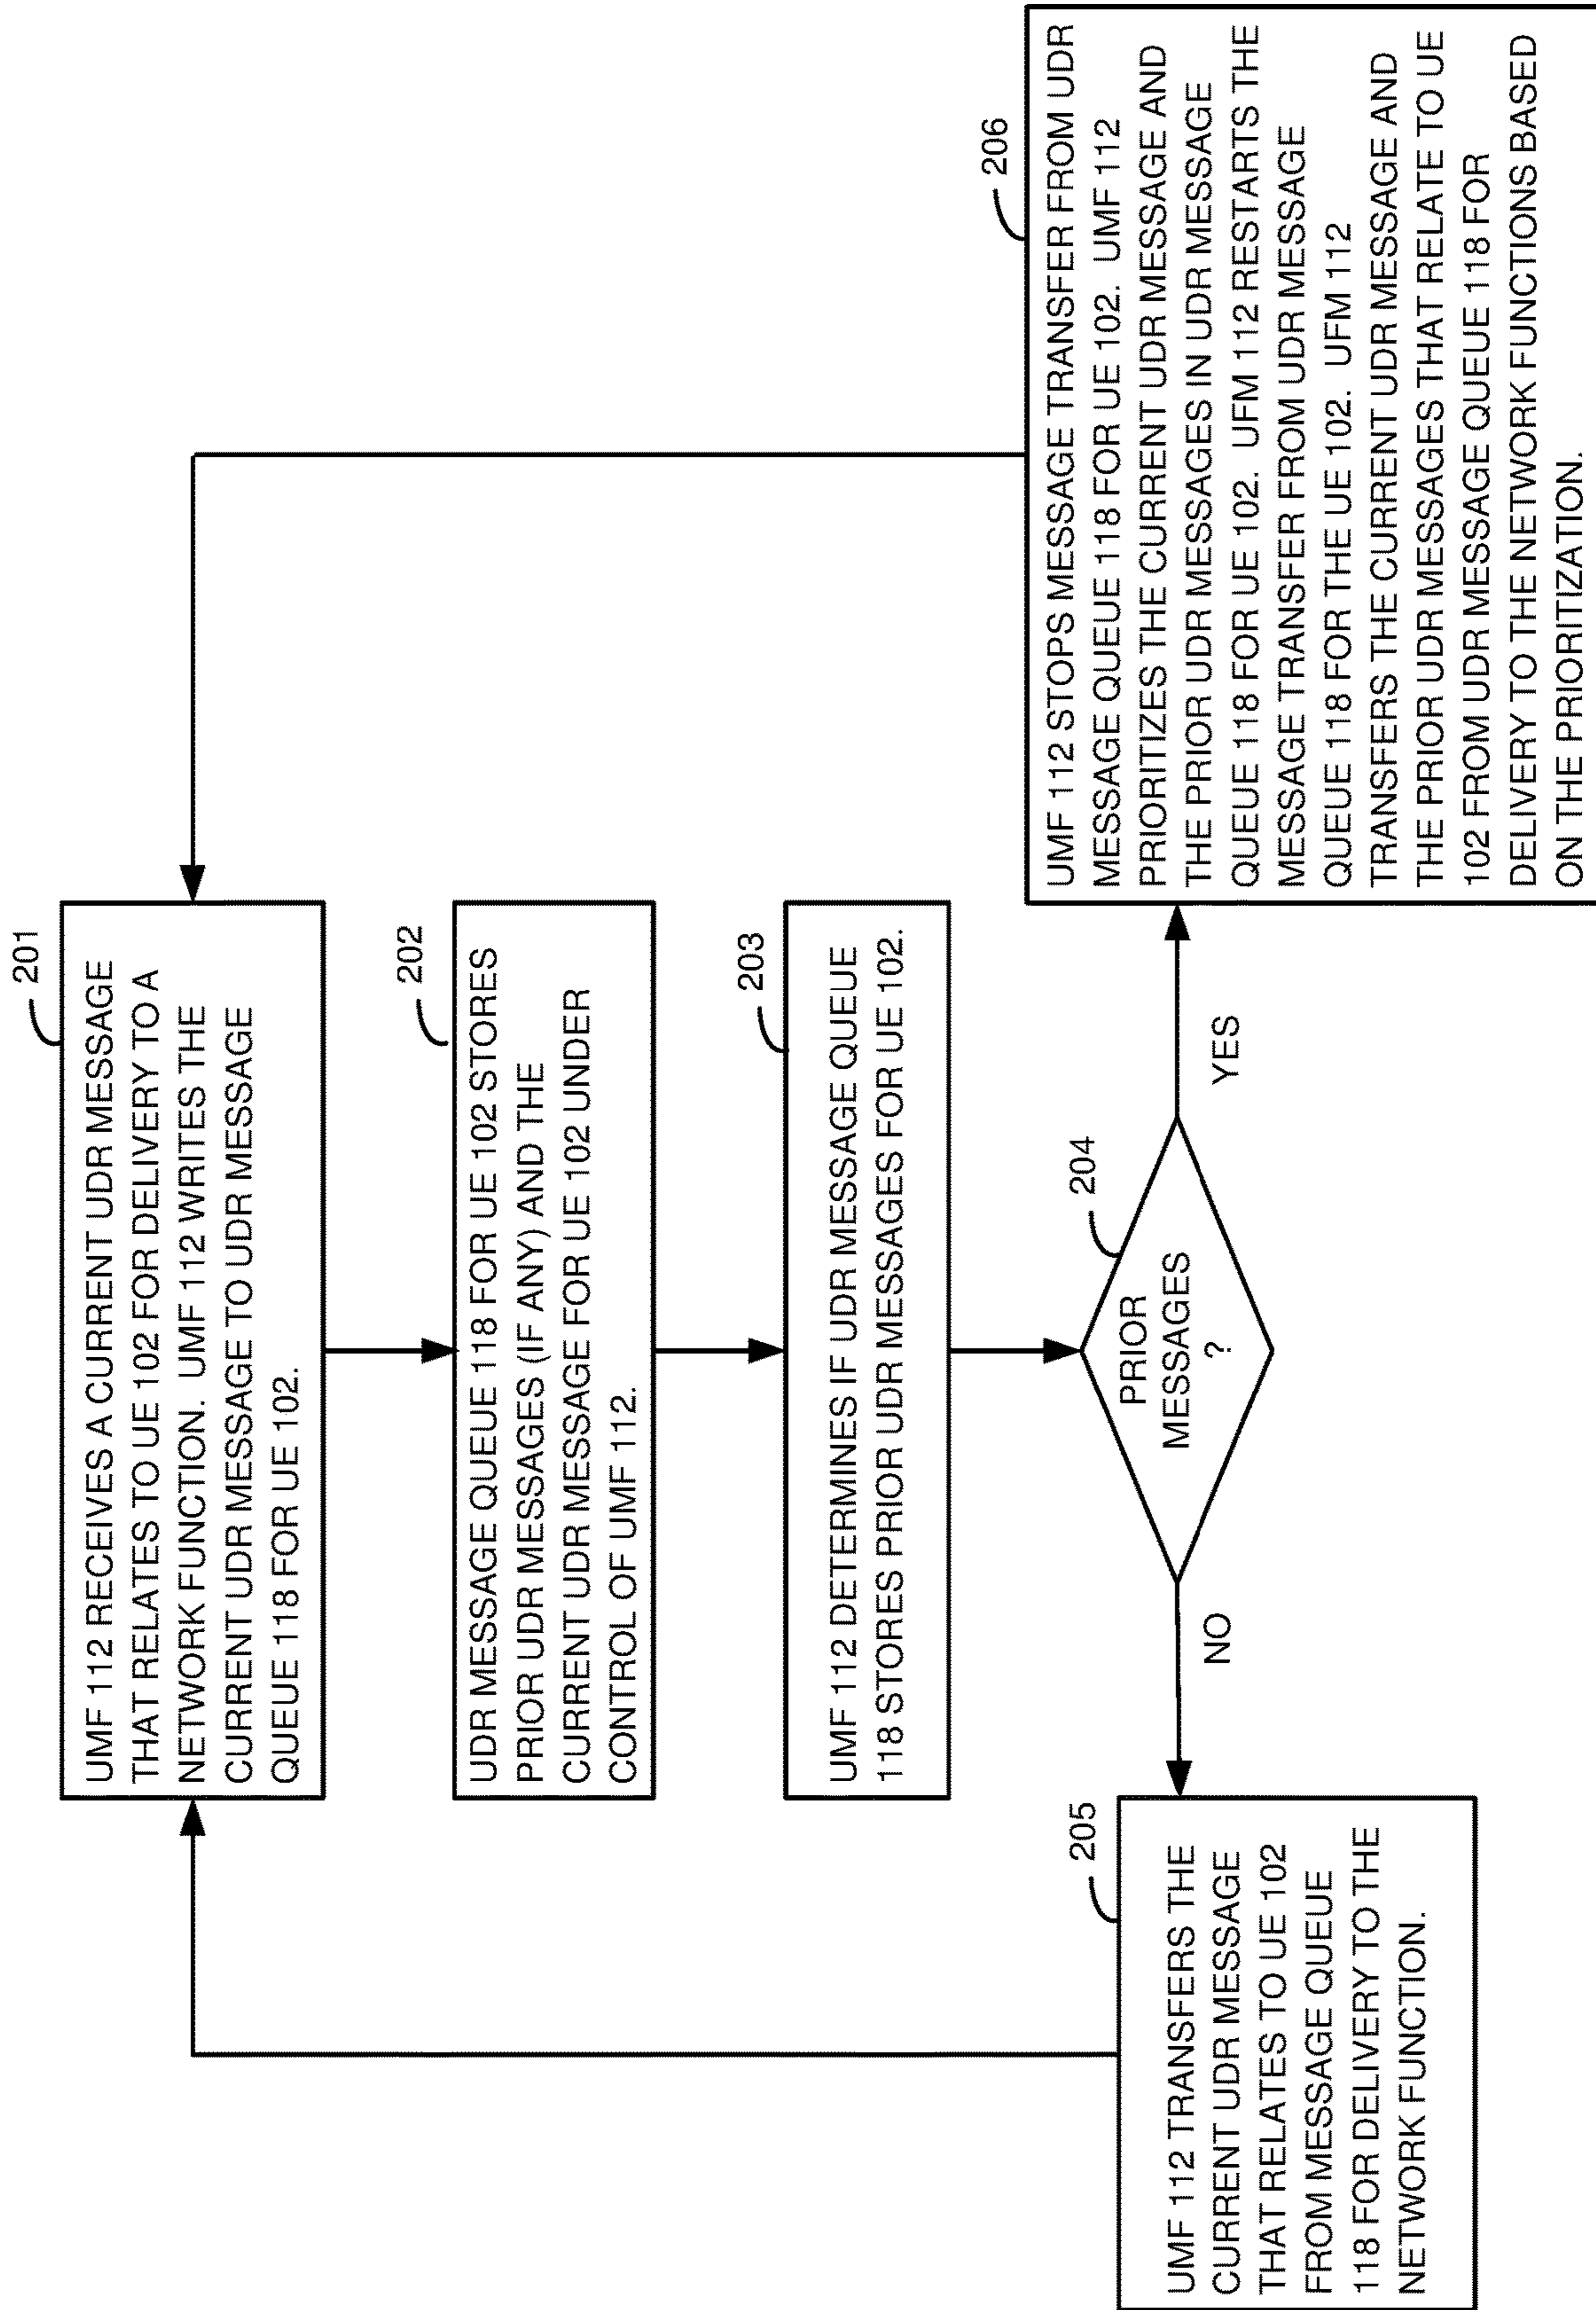 201
UMF 112 RECEIVES A CURRENT UDR MESSAGE
THAT RELATES TO UE 102 FOR DELIVERY TO A
NETWORK FUNCTION. UMF 112 WRITES THE
CURRENT UDR MESSAGE TO UDR MESSAGE
QUEUE 118 FOR UE 102.
202
UDR MESSAGE QUEUE 118 FOR UE 102 STORES
PRIOR UDR MESSAGES (IF ANY) AND THE
CURRENT UDR MESSAGE FOR UE 102 UNDER
CONTROL OF UMF 112.
203
UMF 112 DETERMINES IF UDR MESSAGE QUEUE
118 STORES PRIOR UDR MESSAGES FOR UE 102.
204
PRIOR
MESSAGES
?
NO
YES
205
UMF 112 TRANSFERS THE
CURRENT UDR MESSAGE
THAT RELATES TO UE 102
FROM MESSAGE QUEUE
118 FOR DELIVERY TO THE
NETWORK FUNCTION.
206
UMF 112 STOPS MESSAGE TRANSFER FROM UDR
MESSAGE QUEUE 118 FOR UE 102. UMF 112
PRIORITIZES THE CURRENT UDR MESSAGE AND
THE PRIOR UDR MESSAGES IN UDR MESSAGE
QUEUE 118 FOR UE 102. UFM 112 RESTARTS THE
MESSAGE TRANSFER FROM UDR MESSAGE
QUEUE 118 FOR THE UE 102. UFM 112
TRANSFERS THE CURRENT UDR MESSAGE AND
THE PRIOR UDR MESSAGES THAT RELATE TO UE
102 FROM UDR MESSAGE QUEUE 118 FOR
DELIVERY TO THE NETWORK FUNCTIONS BASED
ON THE PRIORITIZATION.